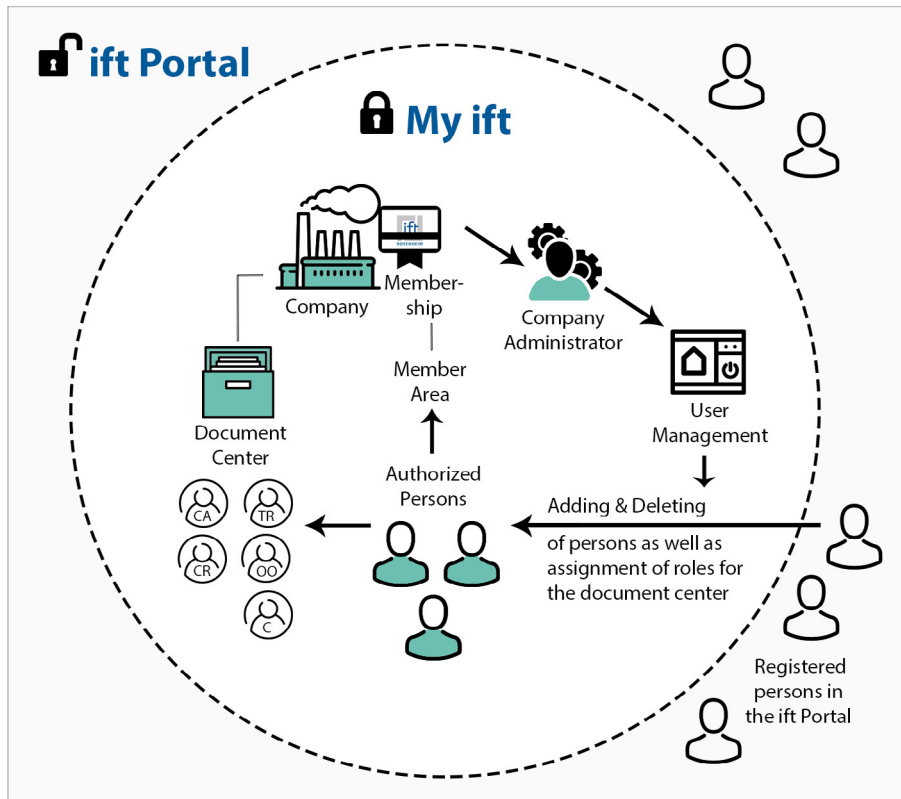 ift Portal
My ift
ift
ROSENHEIM
Company
Member-
ship
Company
Administrator
Member
Area
User
Management
Document
Center
Authorized
Persons
CA
TR
CR
OO
C
Adding & Deleting
of persons as well as
assignment of roles for
the document center
Registered
persons in
the ift Portal